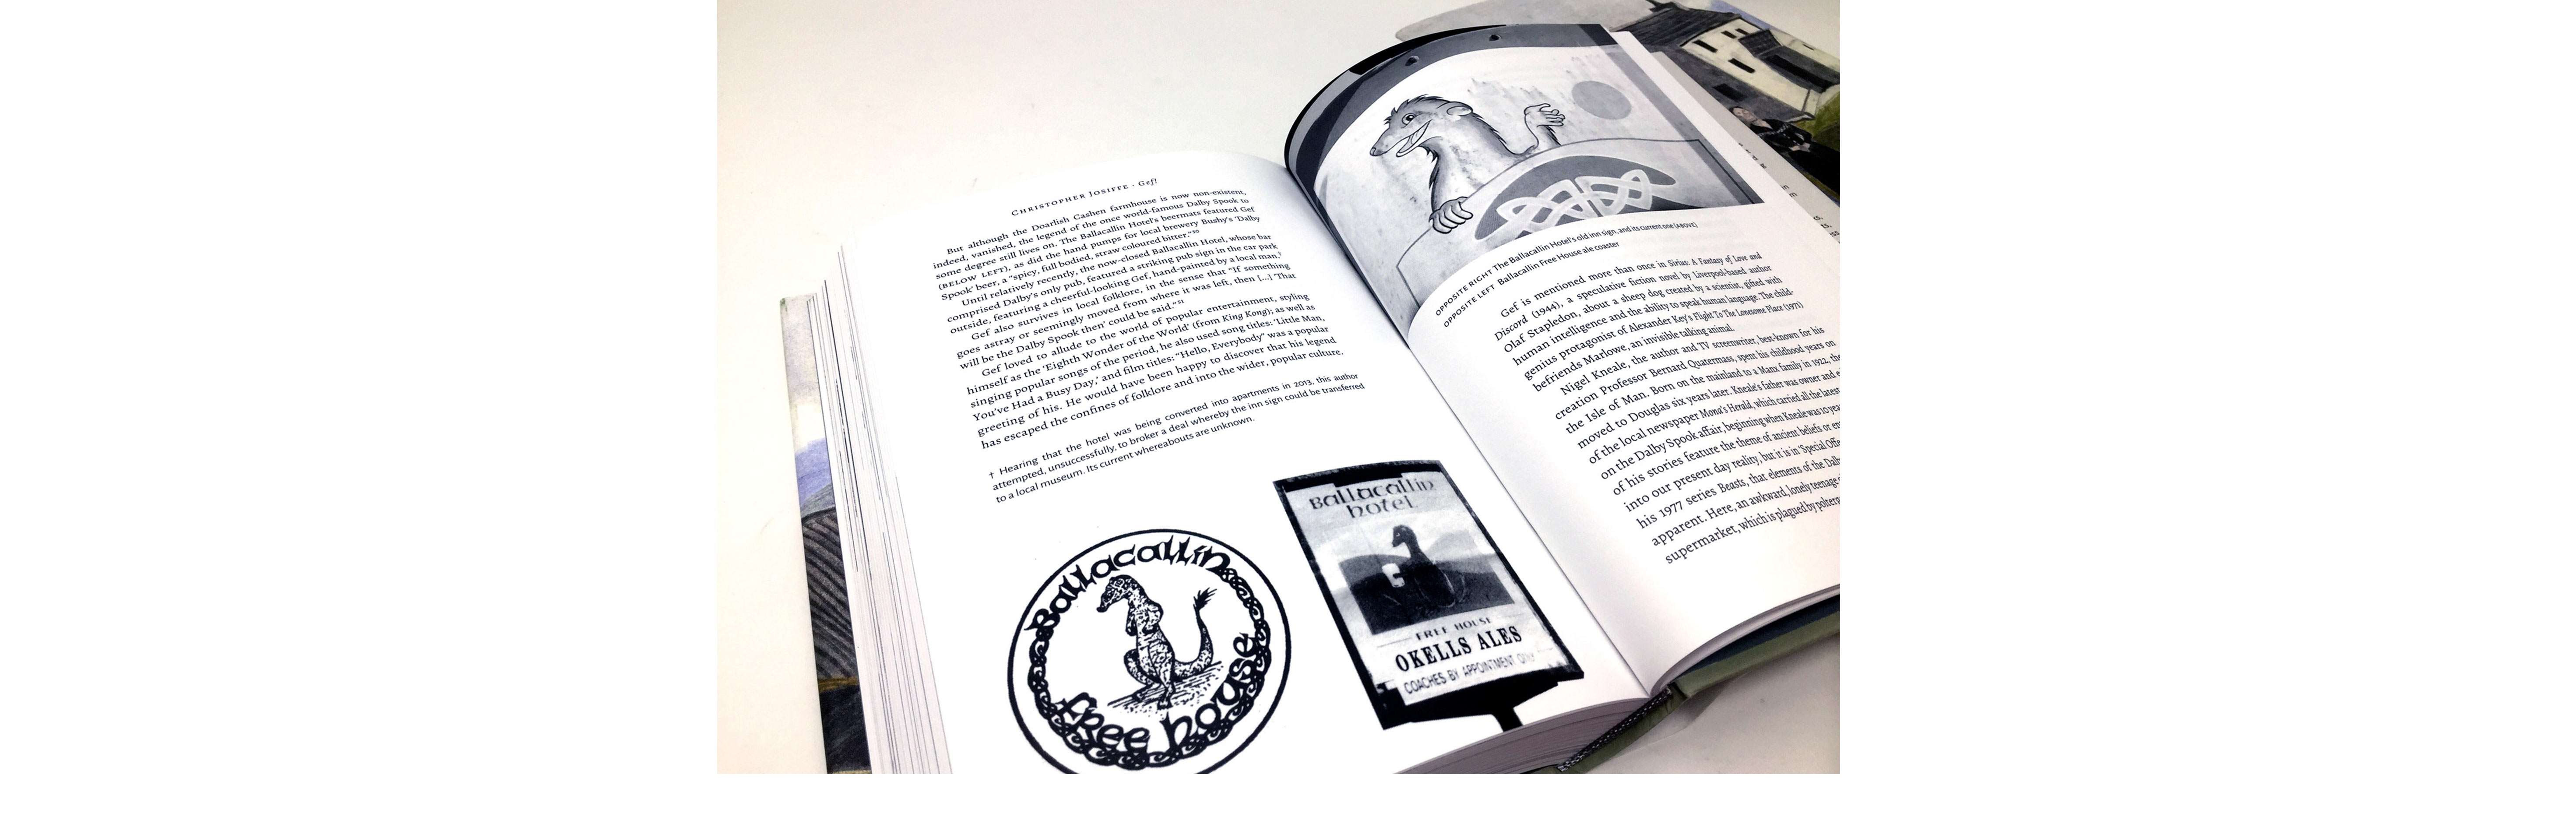 CHRISTOPHER JOSIFFE · Gef!
But although the Doarlish Cashen farmhouse is now non-existent,
indeed, vanished, the legend of the once world-famous Dalby Spook to
some degree still lives on. The Ballacallin Hotel's beermats featured Gef
(BELOW LEFT), as did the hand pumps for local brewery Bushy's 'Dalby
Spook' beer, a "spicy, full bodied, straw coloured bitter."
Until relatively recently, the now-closed Ballacallin Hotel, whose bar
comprised Dalby's only pub, featured a striking pub sign in the car park
outside, featuring a cheerful-looking Gef, hand-painted by a local man.
Gef also survives in local folklore, in the sense that "If something
goes astray or seemingly moved from where it was left, then [...] 'That
will be the Dalby Spook then' could be said."
Gef loved to allude to the world of popular entertainment, styling
himself as the 'Eighth Wonder of the World' (from King Kong); as well as
singing popular songs of the period, he also used song titles: 'Little Man,
You've Had a Busy Day,' and film titles: "Hello, Everybody" was a popular
greeting of his. He would have been happy to discover that his legend
has escaped the confines of folklore and into the wider, popular culture.
† Hearing that the hotel was being converted into apartments in 2013, this author
attempted, unsuccessfully, to broker a deal whereby the inn sign could be transferred
to a local museum. Its current whereabouts are unknown.
Ballacallin
free house
Ballacallin
hotel
FREE HOUSE
OKELLS ALES
COACHES BY APPOINTMENT ONLY
OPPOSITE RIGHT The Ballacallin Hotel's old inn sign, and its current one (ABOVE)
OPPOSITE LEFT Ballacallin Free House ale coaster
Gef is mentioned more than once in Sirius: A Fantasy of Love and
Discord (1944), a speculative fiction novel by Liverpool-based author
Olaf Stapledon, about a sheep dog created by a scientist, gifted with
human intelligence and the ability to speak human language. The child-
genius protagonist of Alexander Key's Flight To The Lonesome Place (1971)
befriends Marlowe, an invisible talking animal.
Nigel Kneale, the author and TV screenwriter, best-known for his
creation Professor Bernard Quatermass, spent his childhood years on
the Isle of Man. Born on the mainland to a Manx family in 1922, the
moved to Douglas six years later. Kneale's father was owner and e
of the local newspaper Mona's Herald, which carried all the latest
on the Dalby Spook affair, beginning when Kneale was 10 yea
of his stories feature the theme of ancient beliefs or en
into our present day reality, but it is in 'Special Offe
his 1977 series Beasts, that elements of the Dalb
apparent. Here, an awkward, lonely teenage
supermarket, which is plagued by polterg